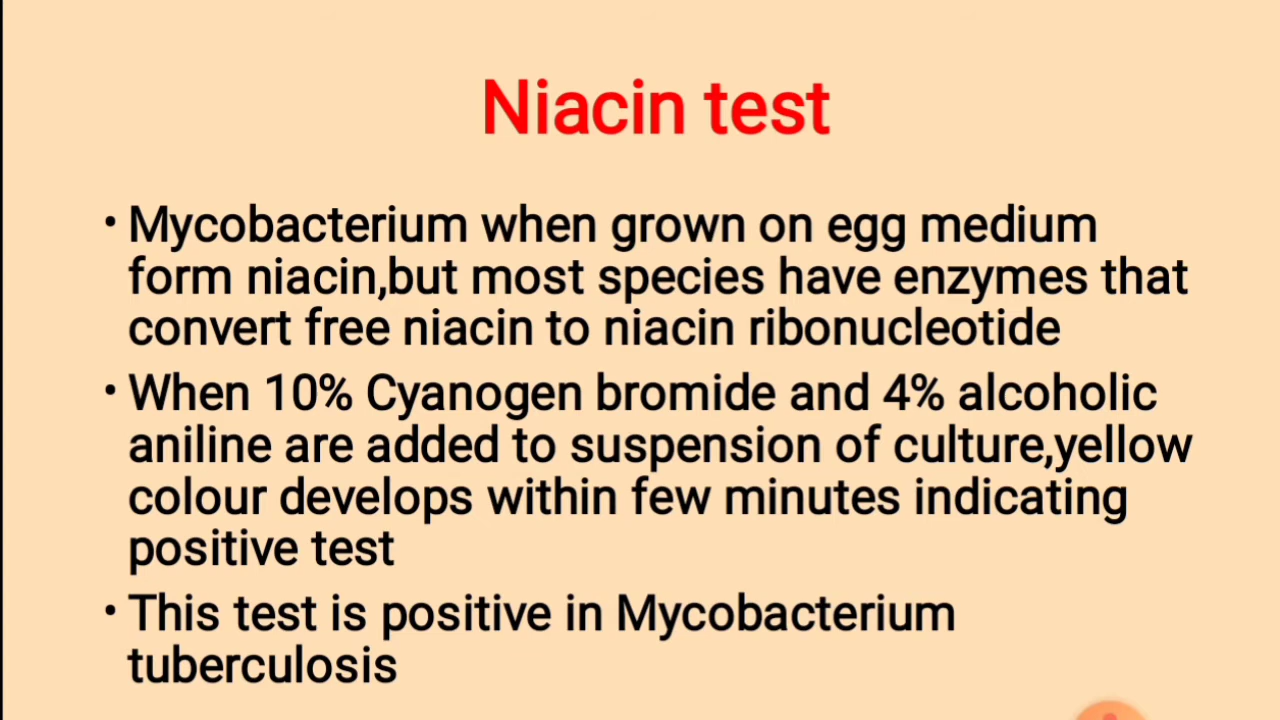 Niacin test
• Mycobacterium when grown on egg medium
form niacin,but most species have enzymes that
convert free niacin to niacin ribonucleotide
• When 10% Cyanogen bromide and 4% alcoholic
aniline are added to suspension of culture,yellow
colour develops within few minutes indicating
positive test
• This test is positive in Mycobacterium
tuberculosis